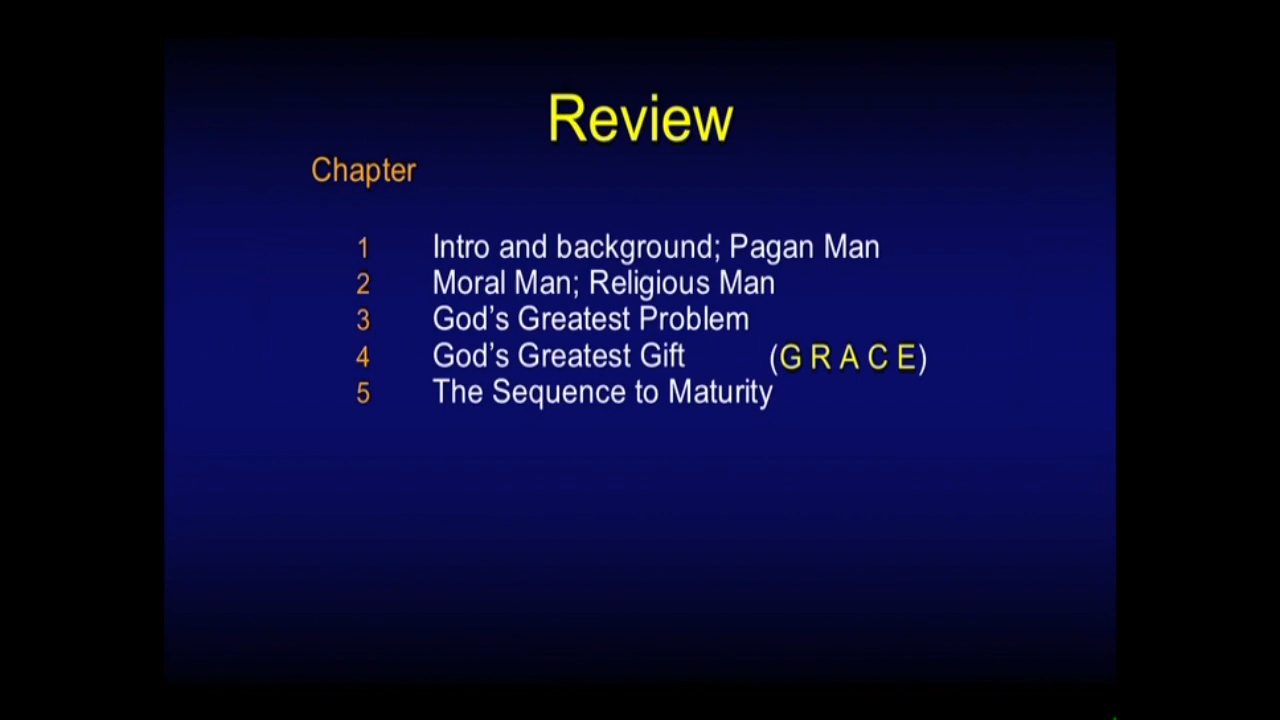 Review
Chapter
1 Intro and background; Pagan Man
2 Moral Man; Religious Man
3 God’s Greatest Problem
4 God’s Greatest Gift (G R A C E)
5 The Sequence to Maturity